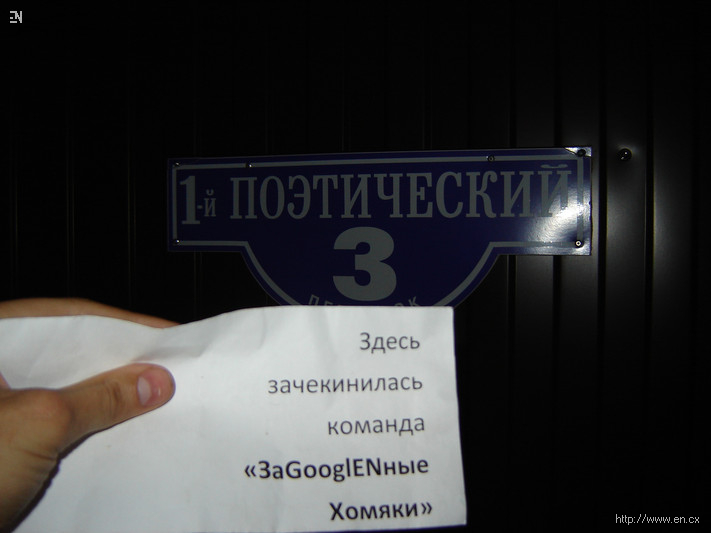 EN
1-й ПОЭТИЧЕСКИЙ
3
Здесь
зачекинилась
команда
«ЗаGooglENные
Хомяки»
http://www.en.cx